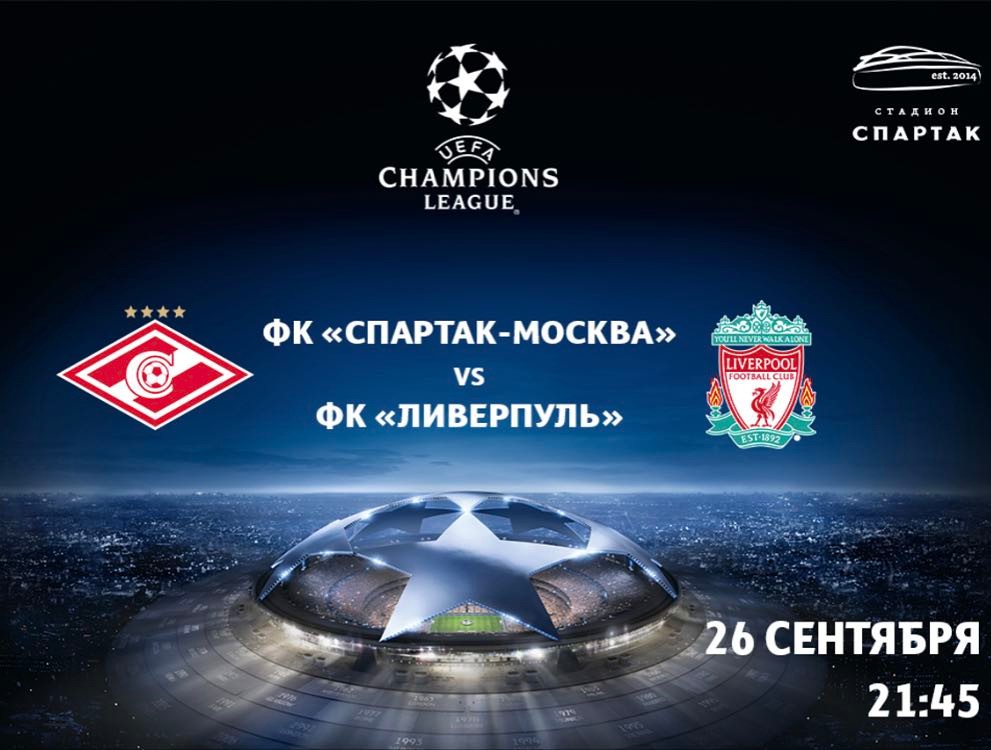 UEFA
CHAMPIONS
LEAGUE
est. 2014
СТАДИОН
СПАРТАК
ФК «СПАРТАК-МОСКВА»
vs
ФК «ЛИВЕРПУЛЬ»
YOU'LL NEVER WALK ALONE
LIVERPOOL
FOOTBALL CLUB
EST·1892
26 СЕНТЯБРЯ
21:45